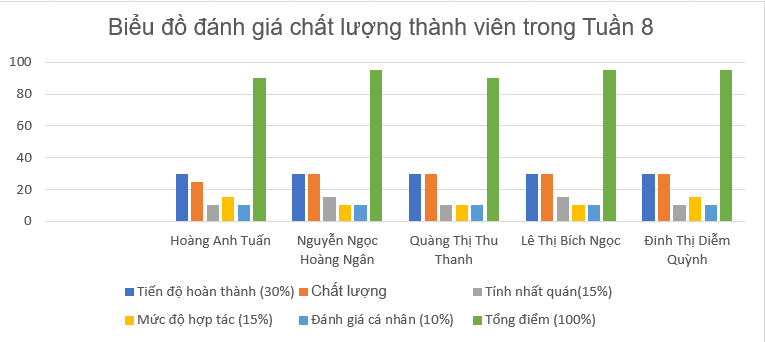 Biểu đồ đánh giá chất lượng thành viên trong Tuần 8
100
80
60
40
20
0
Hoàng Anh Tuấn
Nguyễn Ngọc
Hoàng Ngân
Quàng Thị Thu
Thanh
Lê Thị Bích Ngọc
Đinh Thị Diễm
Quỳnh
Tiến độ hoàn thành (30%)
Chất lượng
Tính nhất quán(15%)
Mức độ hợp tác (15%)
Đánh giá cá nhân (10%)
Tổng điểm (100%)